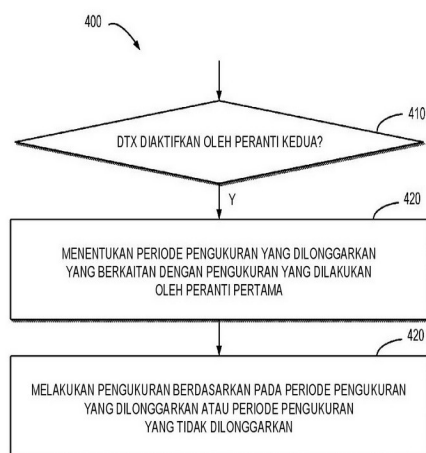 400
410
DTX DIAKTIFKAN OLEH PERANTI KEDUA?
Y
420
MENENTUKAN PERIODE PENGUKURAN YANG DILONGGARKAN
YANG BERKAITAN DENGAN PENGUKURAN YANG DILAKUKAN
OLEH PERANTI PERTAMA
420
MELAKUKAN PENGUKURAN BERDASARKAN PADA PERIODE PENGUKURAN
YANG DILONGGARKAN ATAU PERIODE PENGUKURAN
YANG TIDAK DILONGGARKAN